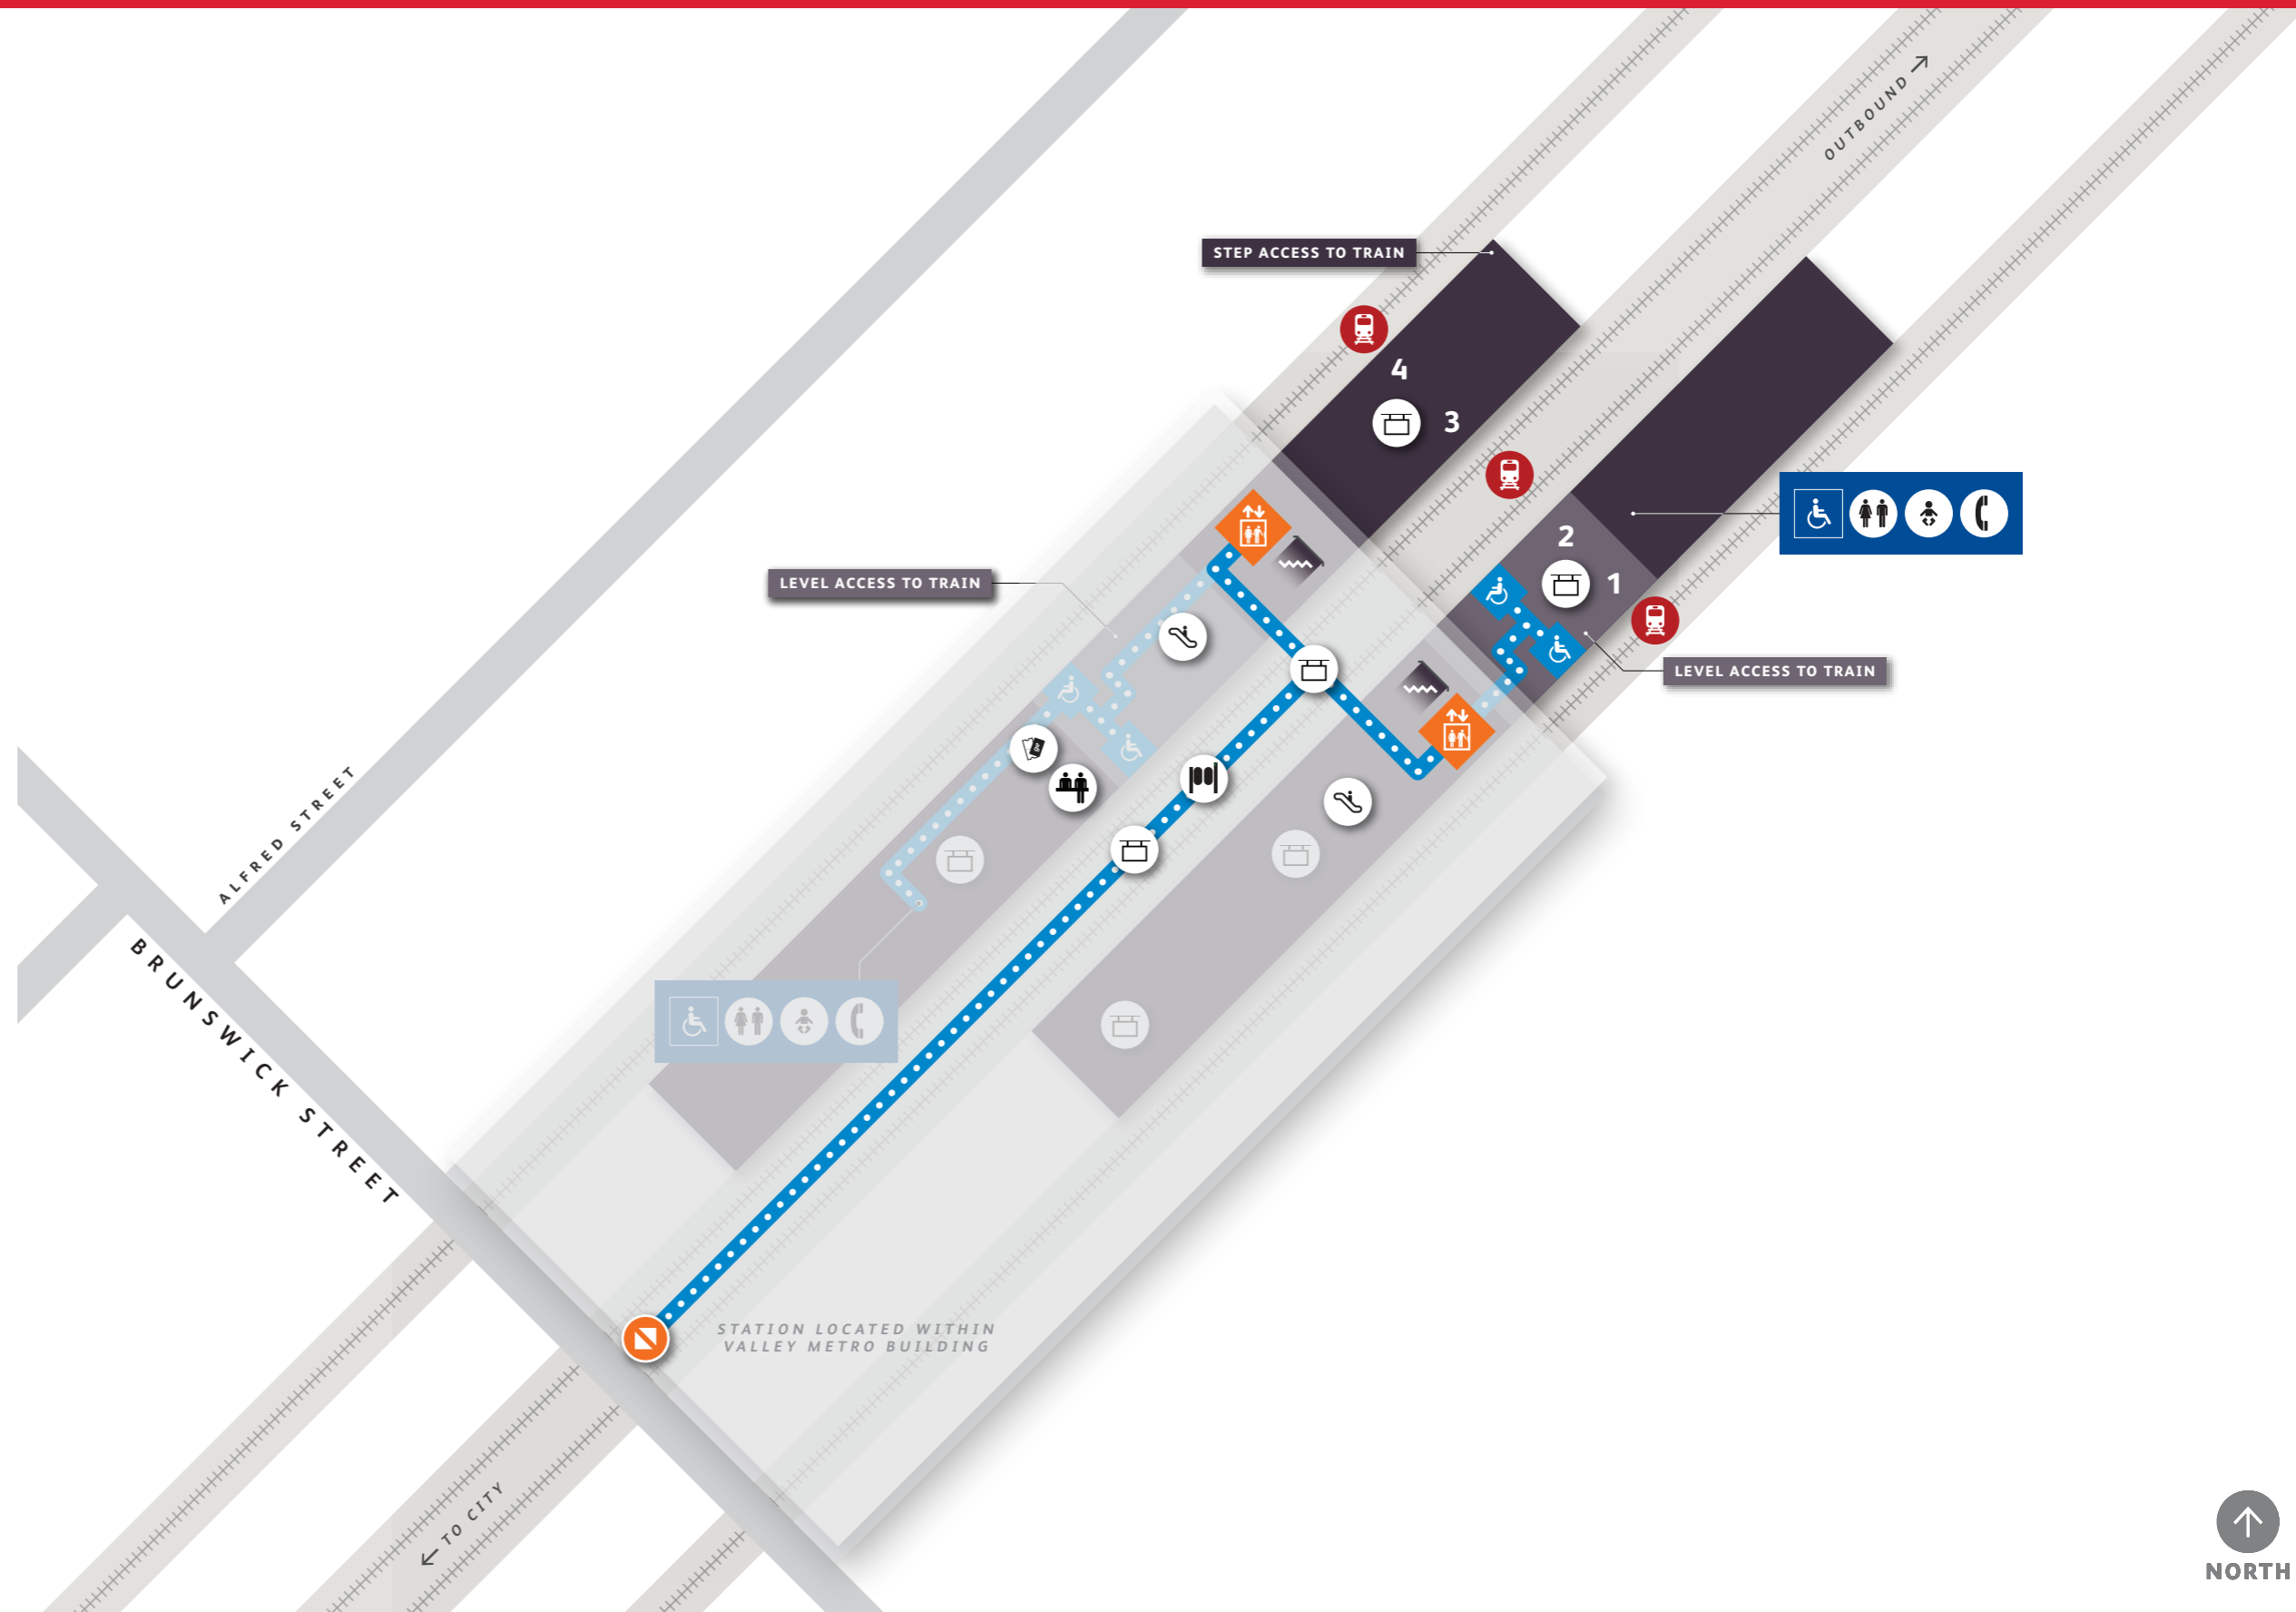 OUTBOUND
STEP ACCESS TO TRAIN
4
3
2
1
LEVEL ACCESS TO TRAIN
LEVEL ACCESS TO TRAIN
ALFRED STREET
BRUNSWICK STREET
STATION LOCATED WITHIN
VALLEY METRO BUILDING
TO CITY
NORTH